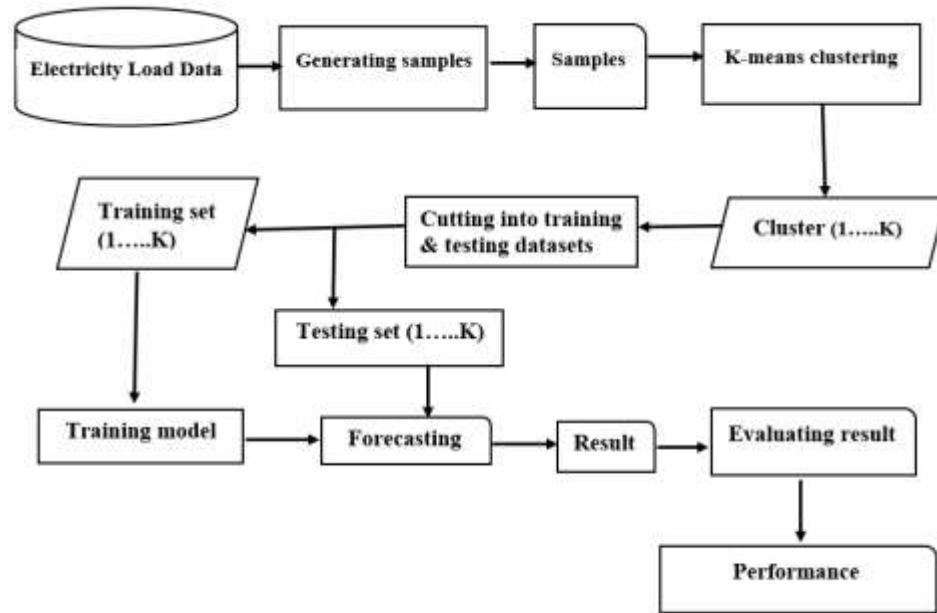 Electricity Load Data
Generating samples
Samples
K-means clustering
Training set
(1…..K)
Cutting into training
& testing datasets
Cluster (1…..K)
Testing set (1…..K)
Training model
Forecasting
Result
Evaluating result
Performance